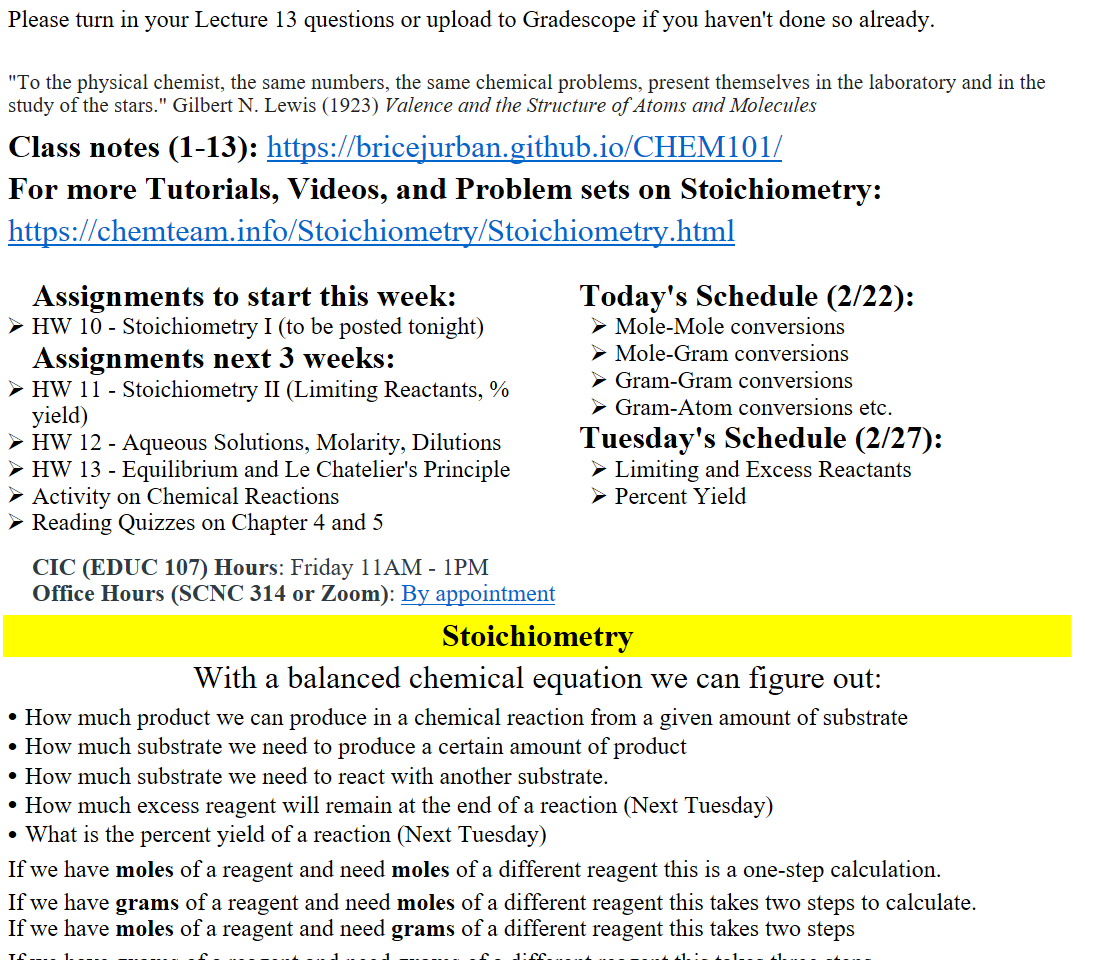 Please turn in your Lecture 13 questions or upload to Gradescope if you haven't done so already.
"To the physical chemist, the same numbers, the same chemical problems, present themselves in the laboratory and in the
study of the stars." Gilbert N. Lewis (1923) Valence and the Structure of Atoms and Molecules
Class notes (1-13): https://bricejurban.github.io/CHEM101/
For more Tutorials, Videos, and Problem sets on Stoichiometry:
https://chemteam.info/Stoichiometry/Stoichiometry.html
Assignments to start this week:
➢ HW 10 - Stoichiometry I (to be posted tonight)
Assignments next 3 weeks:
➢ HW 11 - Stoichiometry II (Limiting Reactants, %
yield)
➢ HW 12 - Aqueous Solutions, Molarity, Dilutions
➢ HW 13 - Equilibrium and Le Chatelier's Principle
➢ Activity on Chemical Reactions
➢ Reading Quizzes on Chapter 4 and 5
Today's Schedule (2/22):
➢ Mole-Mole conversions
➢ Mole-Gram conversions
➢ Gram-Gram conversions
➢ Gram-Atom conversions etc.
Tuesday's Schedule (2/27):
➢ Limiting and Excess Reactants
➢ Percent Yield
CIC (EDUC 107) Hours: Friday 11AM - 1PM
Office Hours (SCNC 314 or Zoom): By appointment
Stoichiometry
With a balanced chemical equation we can figure out:
• How much product we can produce in a chemical reaction from a given amount of substrate
• How much substrate we need to produce a certain amount of product
• How much substrate we need to react with another substrate.
• How much excess reagent will remain at the end of a reaction (Next Tuesday)
• What is the percent yield of a reaction (Next Tuesday)
If we have moles of a reagent and need moles of a different reagent this is a one-step calculation.
If we have grams of a reagent and need moles of a different reagent this takes two steps to calculate.
If we have moles of a reagent and need grams of a different reagent this takes two steps